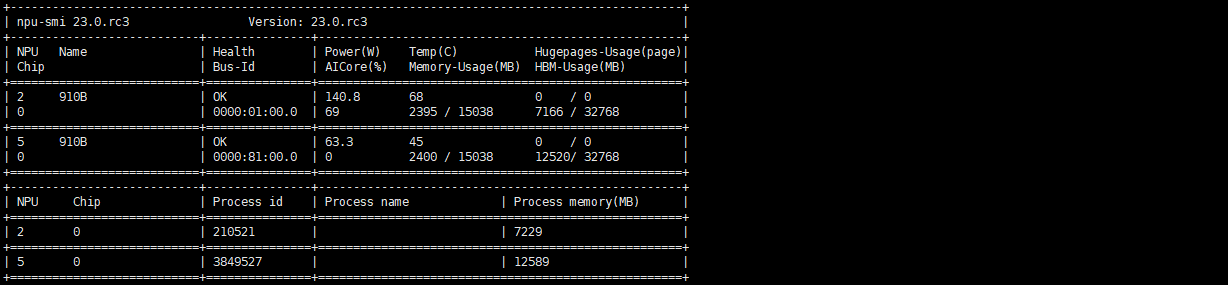 +-------------------------------------------------------------------------------------------+
| npu-smi 23.0.rc3                 Version: 23.0.rc3                                             |
+---------------------------+---------------+----------------------------------------------------+
| NPU   Name                | Health        | Power(W)    Temp(C)           Hugepages-Usage(page)|
| Chip                      | Bus-Id        | AICore(%)   Memory-Usage(MB)  HBM-Usage(MB)        |
+===========================+===============+====================================================+
| 2     910B                | OK            | 140.8       68                0    / 0             |
| 0                         | 0000:01:00.0  | 69          2395 / 15038      7166 / 32768         |
+===========================+===============+====================================================+
| 5     910B                | OK            | 63.3        45                0    / 0             |
| 0                         | 0000:81:00.0  | 0           2400 / 15038      12520/ 32768         |
+===========================+===============+====================================================+
+---------------------------+---------------+----------------------------------------------------+
| NPU     Chip              | Process id    | Process name             | Process memory(MB)      |
+===========================+===============+====================================================+
| 2       0                 | 210521        |                          | 7229                    |
+===========================+===============+====================================================+
| 5       0                 | 3849527       |                          | 12589                   |
+===========================+===============+====================================================+